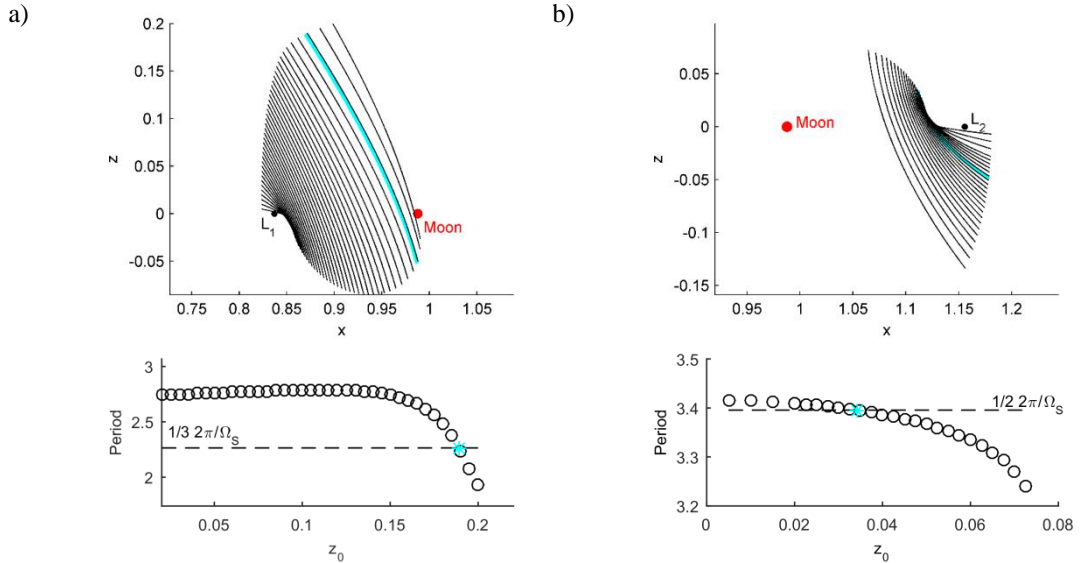 a)
0.2
0.15
0.1
0.05
0
-0.05
z
L1
Moon
0.75 0.8 0.85 0.9 0.95 1 1.05
x
3
2.5
2
Period
1/3 2π/ΩS
0.05 0.1 0.15 0.2
z0
b)
0.05
0
-0.05
-0.1
-0.15
z
Moon
L2
0.95 1 1.05 1.1 1.15 1.2
x
3.5
3.4
3.3
3.2
Period
1/2 2π/ΩS
0 0.02 0.04 0.06 0.08
z0